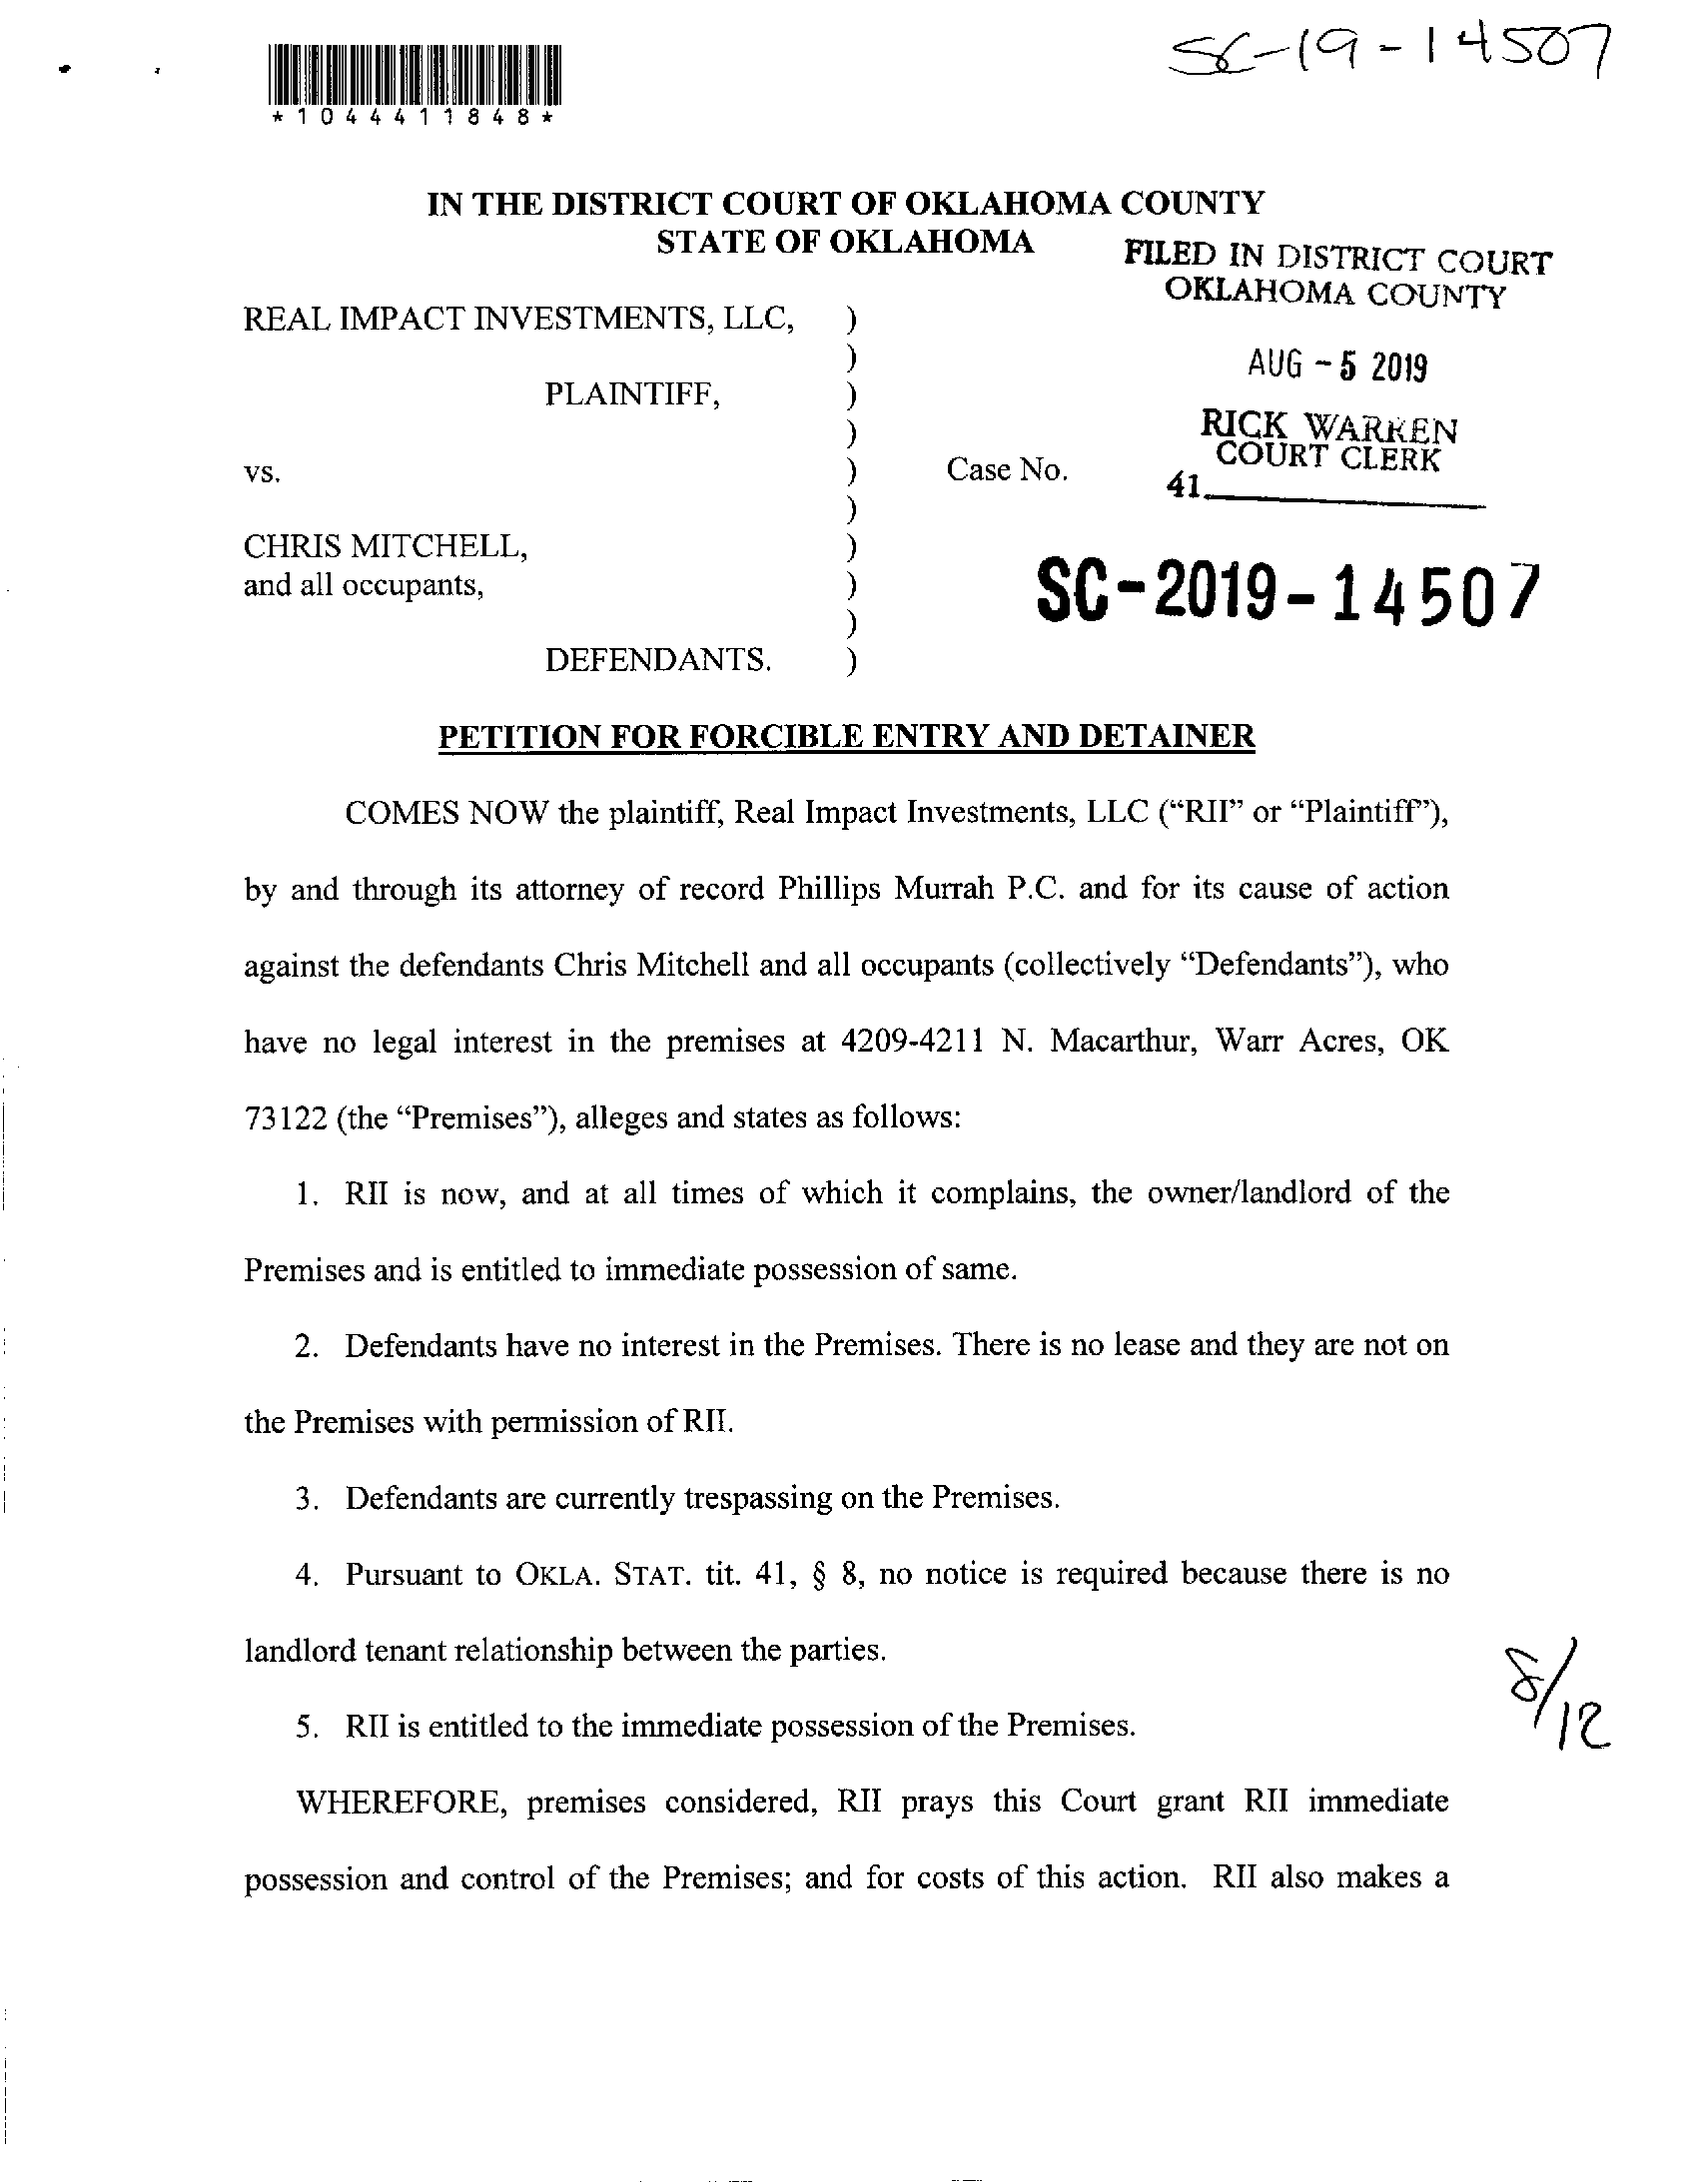 SC-19-14507
*1044411848*
IN THE DISTRICT COURT OF OKLAHOMA COUNTY
STATE OF OKLAHOMA
FILED IN DISTRICT COURT
OKLAHOMA COUNTY
REAL IMPACT INVESTMENTS, LLC, )
)
AUG - 5 2019
PLAINTIFF, )
)
RICK WARREN
COURT CLERK
vs. ) Case No.
41
)
CHRIS MITCHELL, )
and all occupants, )
SC-2019-14507
)
DEFENDANTS. )
PETITION FOR FORCIBLE ENTRY AND DETAINER
COMES NOW the plaintiff, Real Impact Investments, LLC (“RII” or “Plaintiff”),
by and through its attorney of record Phillips Murrah P.C. and for its cause of action
against the defendants Chris Mitchell and all occupants (collectively “Defendants”), who
have no legal interest in the premises at 4209-4211 N. Macarthur, Warr Acres, OK
73122 (the “Premises”), alleges and states as follows:
1. RII is now, and at all times of which it complains, the owner/landlord of the
Premises and is entitled to immediate possession of same.
2. Defendants have no interest in the Premises. There is no lease and they are not on
the Premises with permission of RII.
3. Defendants are currently trespassing on the Premises.
4. Pursuant to OKLA. STAT. tit. 41, § 8, no notice is required because there is no
landlord tenant relationship between the parties.
5. RII is entitled to the immediate possession of the Premises.
8/12
WHEREFORE, premises considered, RII prays this Court grant RII immediate
possession and control of the Premises; and for costs of this action. RII also makes a